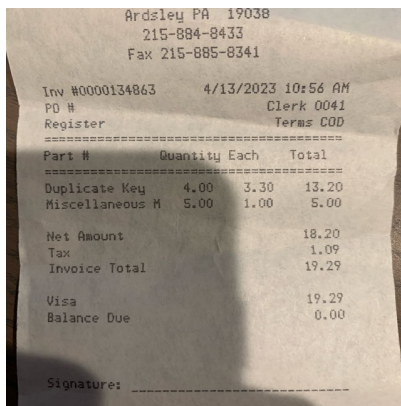 Ardsley PA 19038
215-884-8433
Fax 215-885-8341
Inv #0000134863 4/13/2023 10:56 AM
PO # Clerk 0041
Register Terms COD
========================================
Part # Quantity Each Total
========================================
Duplicate Key 4.00 3.30 13.20
Miscellaneous M 5.00 1.00 5.00
Net Amount 18.20
Tax 1.09
Invoice Total 19.29
Visa 19.29
Balance Due 0.00
Signature: ____________________________